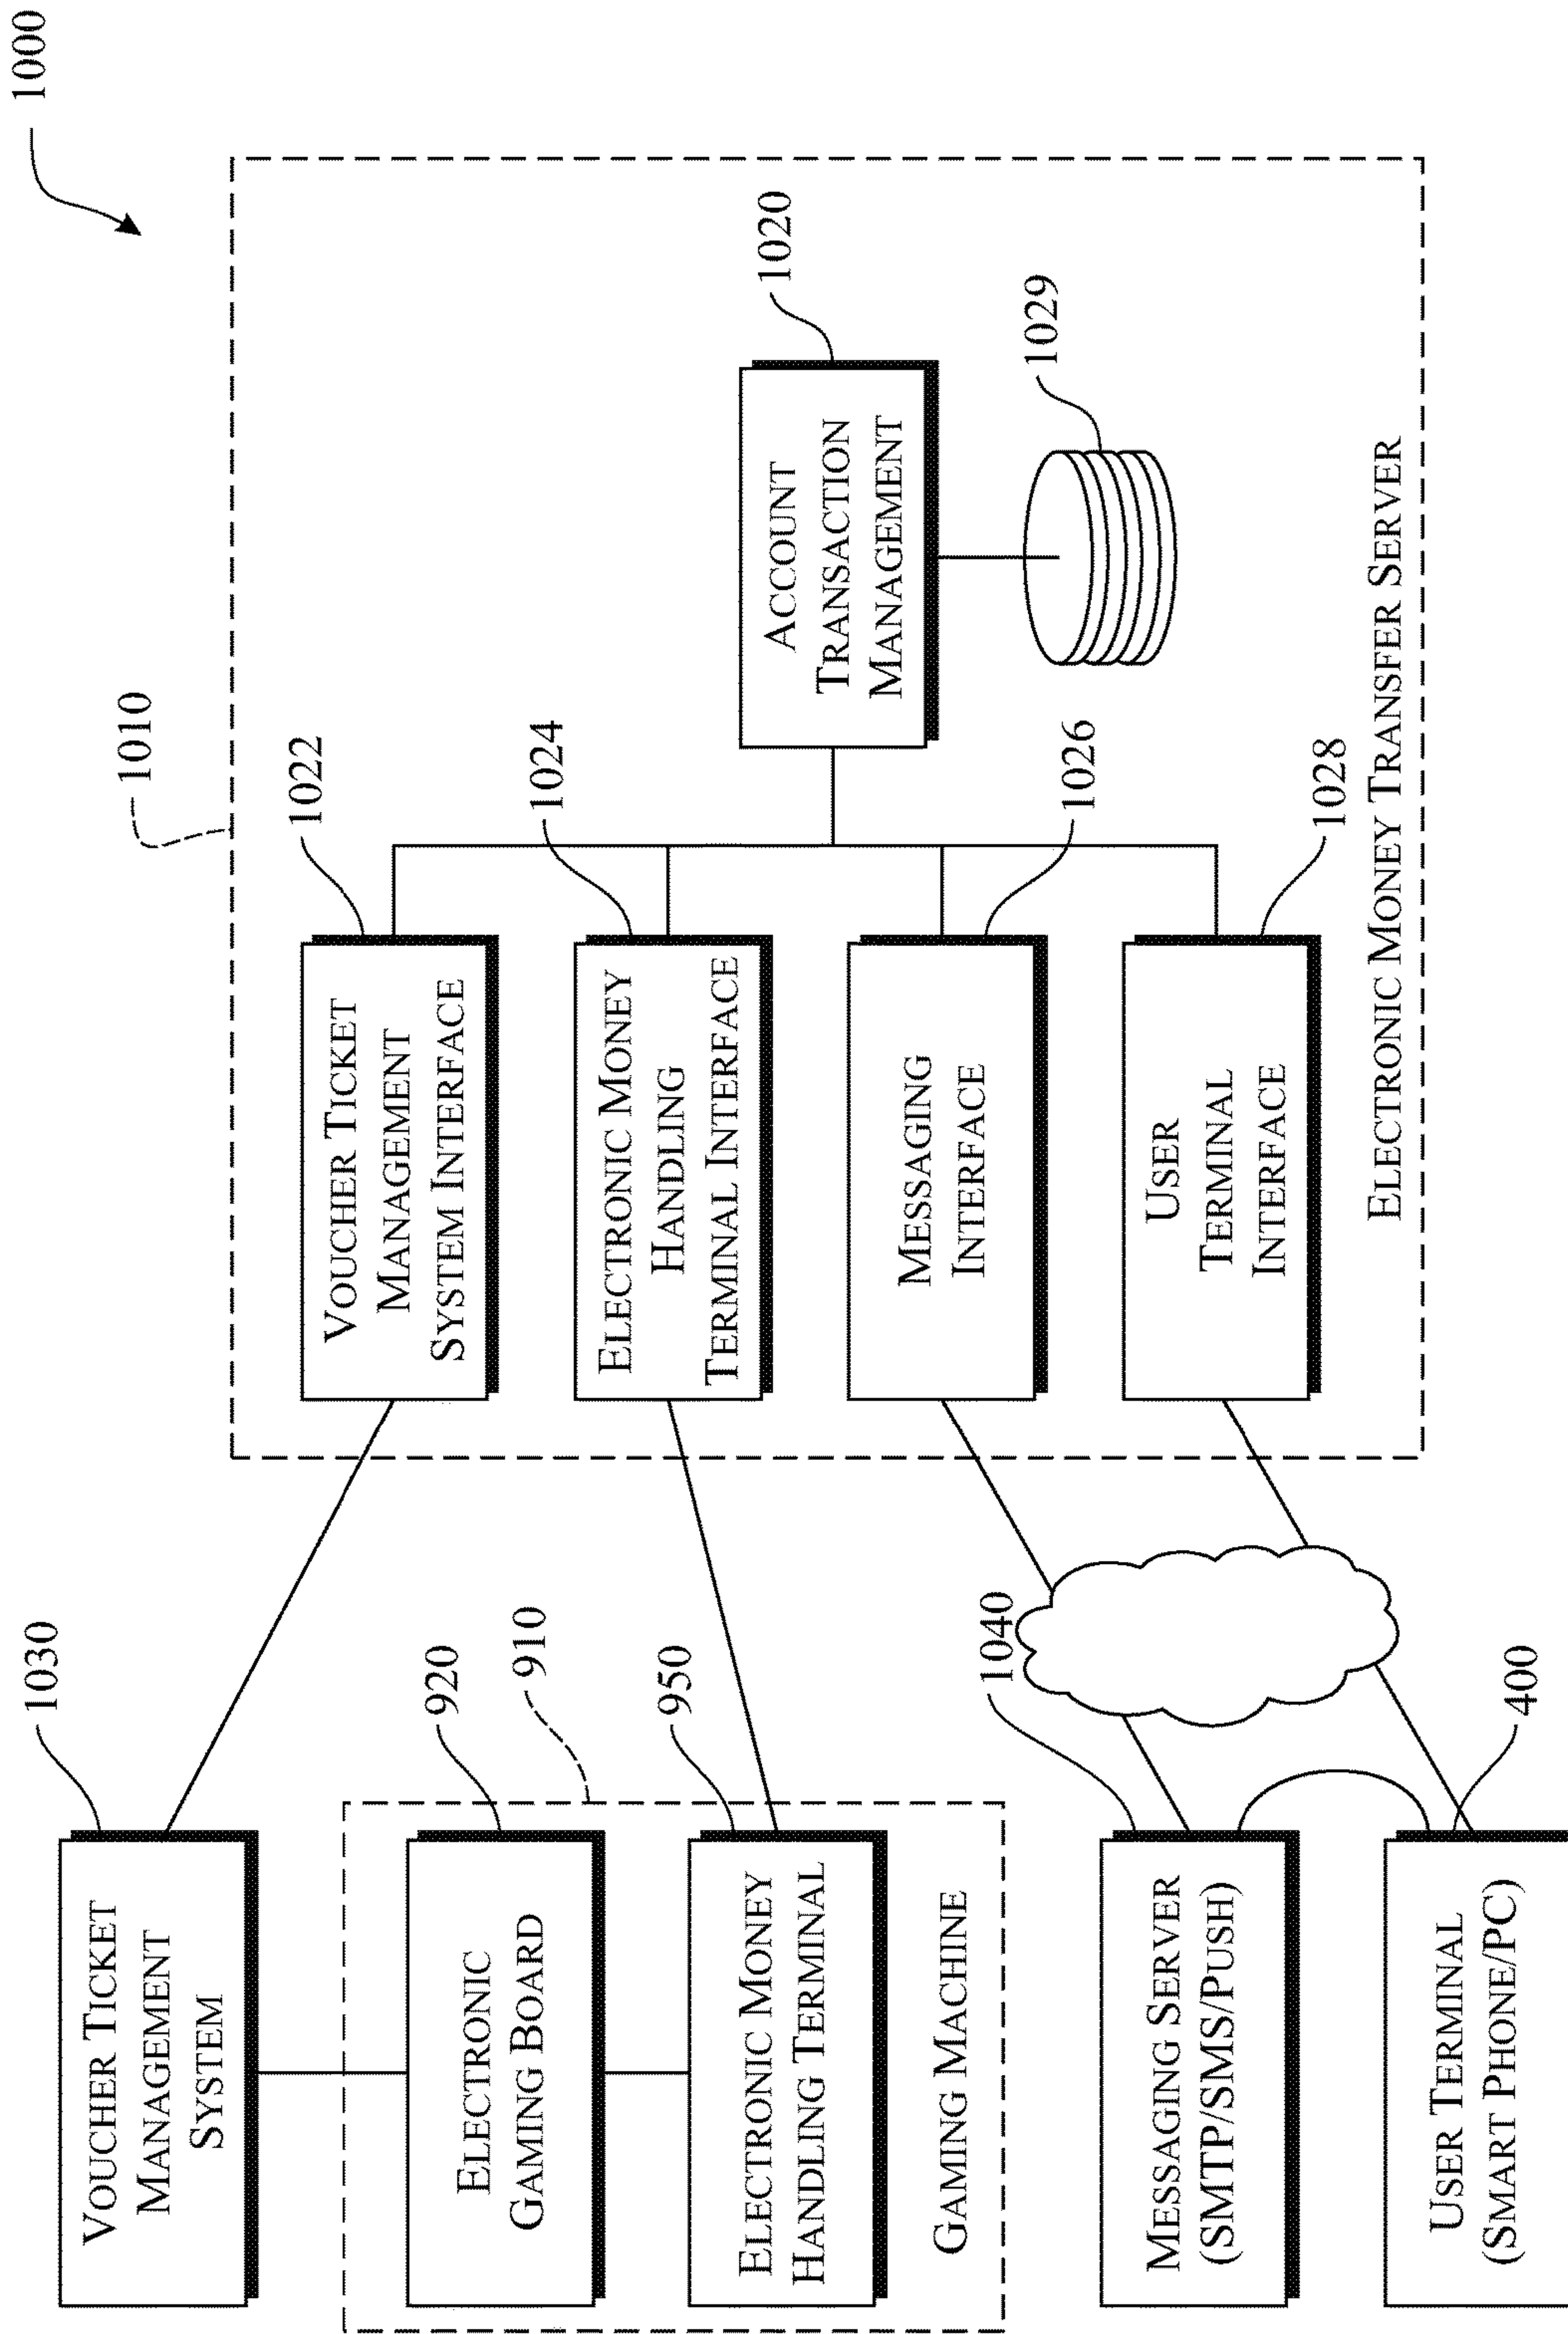 1000
1010
1030
VOUCHER TICKET
MANAGEMENT
SYSTEM
1022
VOUCHER TICKET
MANAGEMENT
SYSTEM INTERFACE
920
ELECTRONIC
GAMING BOARD
910
1024
ELECTRONIC MONEY
HANDLING
TERMINAL INTERFACE
1020
ACCOUNT
TRANSACTION
MANAGEMENT
950
ELECTRONIC MONEY
HANDLING TERMINAL
GAMING MACHINE
1026
MESSAGING
INTERFACE
1029
1040
MESSAGING SERVER
(SMTP/SMS/PUSH)
1028
USER
TERMINAL
INTERFACE
ELECTRONIC MONEY TRANSFER SERVER
400
USER TERMINAL
(SMART PHONE/PC)